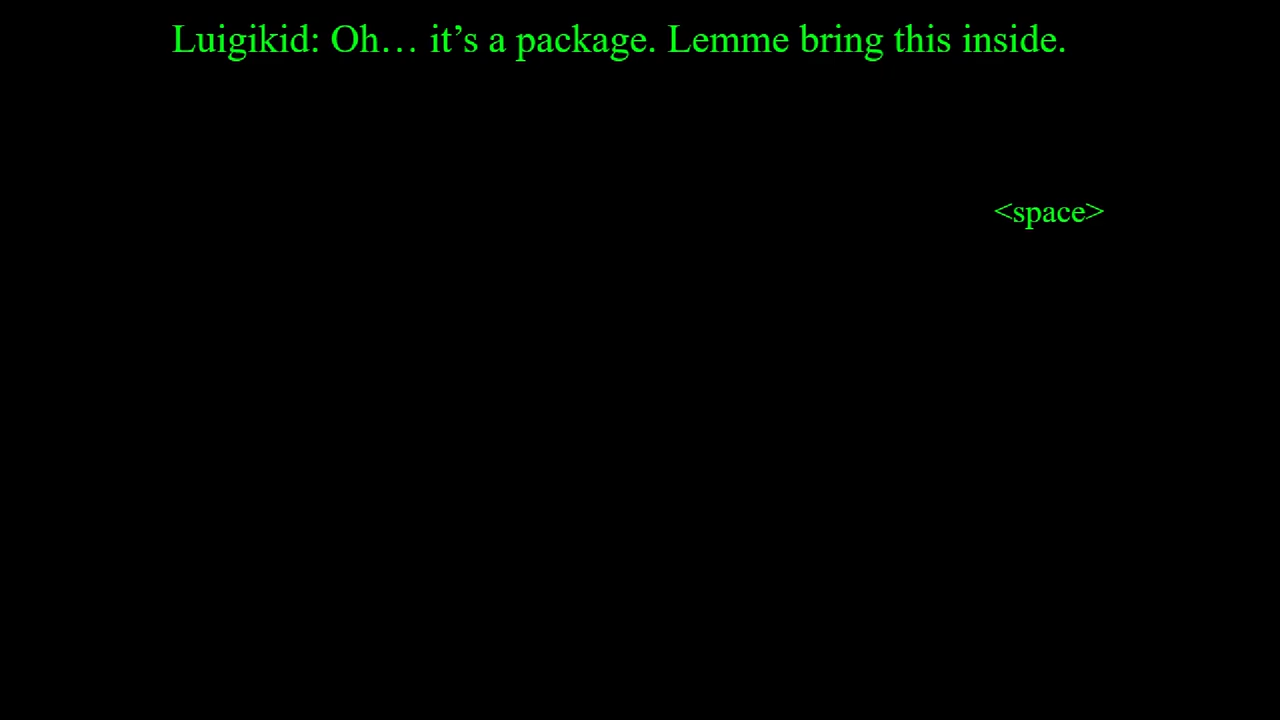 Luigikid: Oh… it’s a package. Lemme bring this inside.
<space>